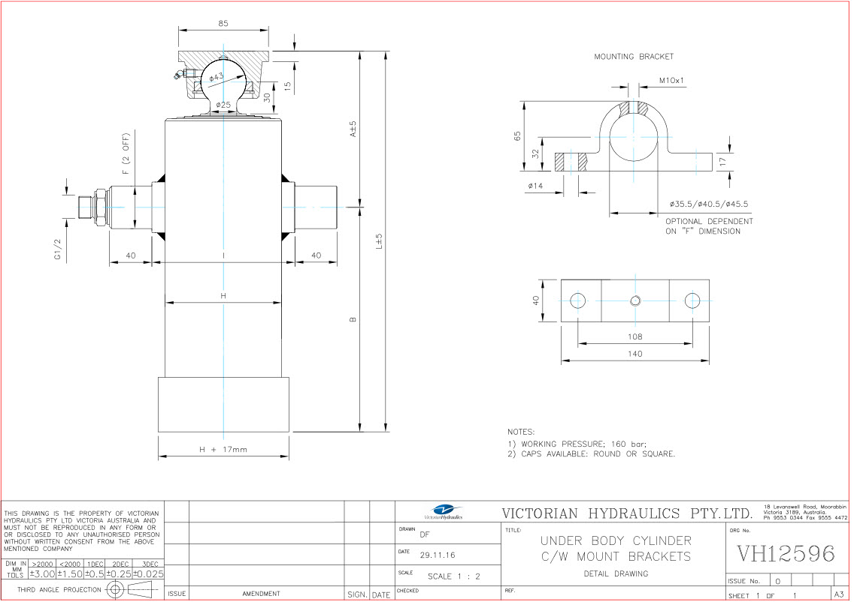 85
MOUNTING BRACKET
ø43
ø25
30
15
M10x1
65
32
17
ø14
ø35.5/ø40.5/ø45.5
OPTIONAL DEPENDENT
ON "F" DIMENSION
F (2 OFF)
A±5
G1/2
40
I
40
L±5
H
B
40
108
140
H + 17mm
NOTES:
1) WORKING PRESSURE; 160 bar;
2) CAPS AVAILABLE: ROUND OR SQUARE.
THIS DRAWING IS THE PROPERTY OF VICTORIAN
HYDRAULICS PTY LTD VICTORIA AUSTRALIA AND
MUST NOT BE REPRODUCED IN ANY FORM OR
OR DISCLOSED TO ANY UNAUTHORISED PERSON
WITHOUT WRITTEN CONSENT FROM THE ABOVE
MENTIONED COMPANY
DIM IN MM TOLS >2000 <2000 1DEC 2DEC 3DEC
±3.00 ±1.50 ±0.5 ±0.25 ±0.025
THIRD ANGLE PROJECTION
ISSUE AMENDMENT SIGN. DATE
Victorian Hydraulics
DRAWN DF
DATE 29.11.16
SCALE SCALE 1 : 2
CHECKED
VICTORIAN HYDRAULICS PTY.LTD.
18 Levanswell Road, Moorabbin
Victoria 3189, Australia.
Ph 9553 0344 Fax 9555 4472
TITLE:
UNDER BODY CYLINDER
C/W MOUNT BRACKETS
DETAIL DRAWING
REF.
DRG No.
VH12596
ISSUE No. 0
SHEET 1 OF 1 A3